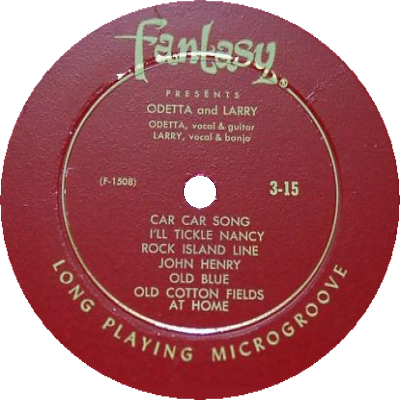 Fantasy®
PRESENTS
ODETTA and LARRY
ODETTA, vocal & guitar
LARRY, vocal & banjo
(F-1508)
3-15
CAR CAR SONG
I'LL TICKLE NANCY
ROCK ISLAND LINE
JOHN HENRY
OLD BLUE
OLD COTTON FIELDS
AT HOME
LONG PLAYING MICROGROOVE